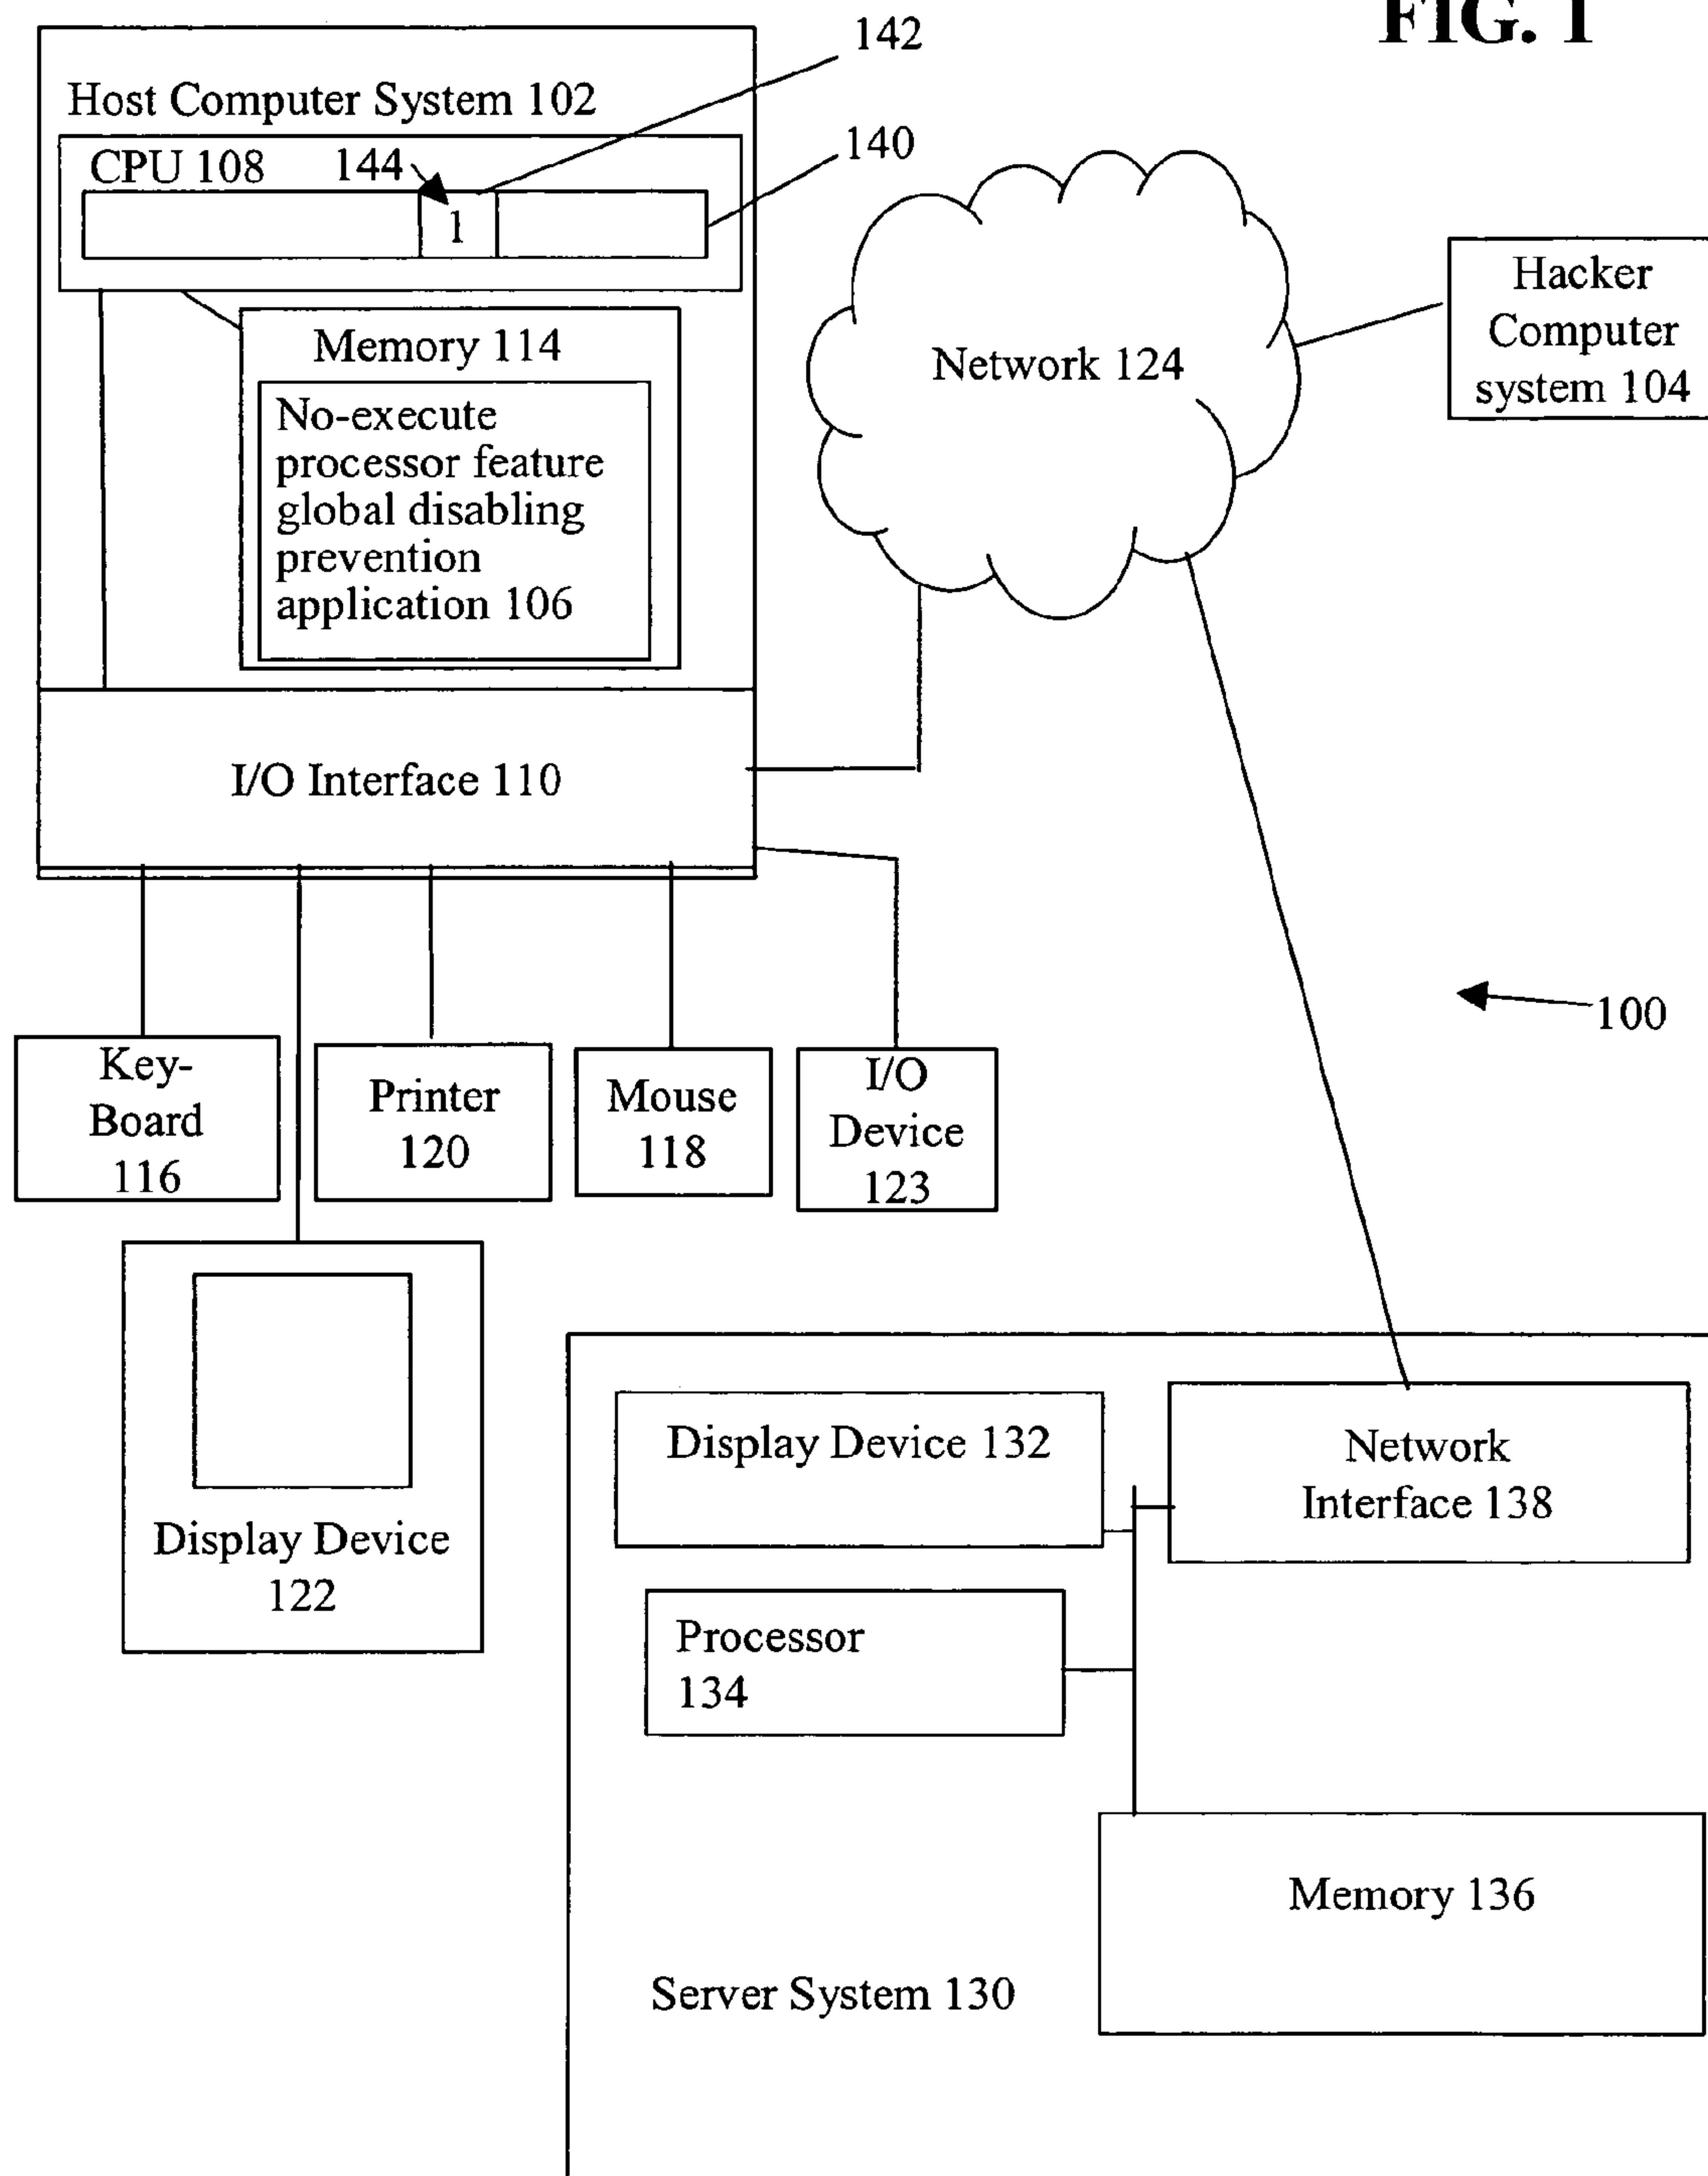 FIG. 1
142
Host Computer System 102
140
CPU 108
144
1
Memory 114
No-execute
processor feature
global disabling
prevention
application 106
Network 124
Hacker
Computer
system 104
I/O Interface 110
100
Key-
Board
116
Printer
120
Mouse
118
I/O
Device
123
Display Device
122
Display Device 132
Network
Interface 138
Processor
134
Memory 136
Server System 130